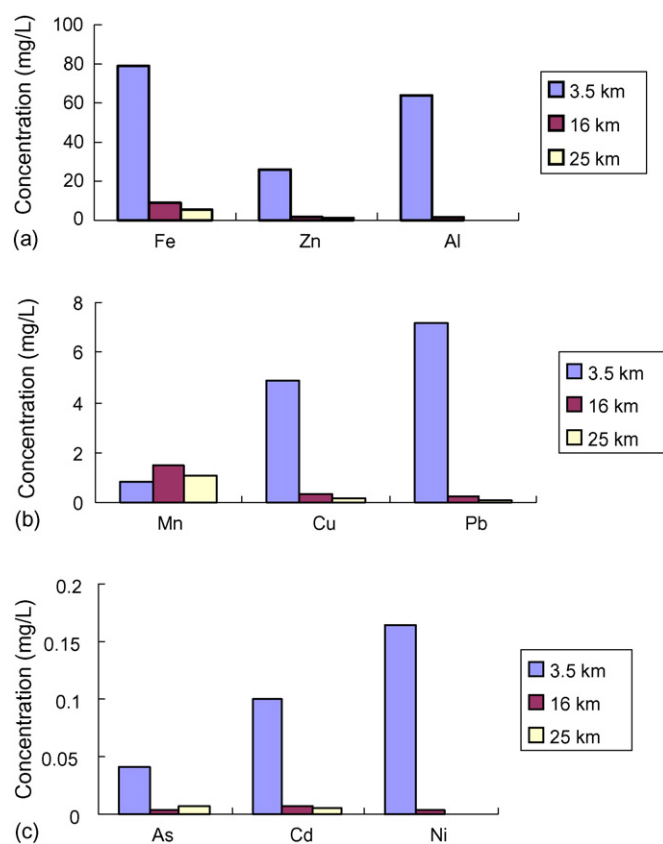 Concentration (mg/L)
100
80
60
40
20
0
Fe
Zn
Al
3.5 km
16 km
25 km
(a)
Concentration (mg/L)
8
6
4
2
0
Mn
Cu
Pb
3.5 km
16 km
25 km
(b)
Concentration (mg/L)
0.2
0.15
0.1
0.05
0
As
Cd
Ni
3.5 km
16 km
25 km
(c)